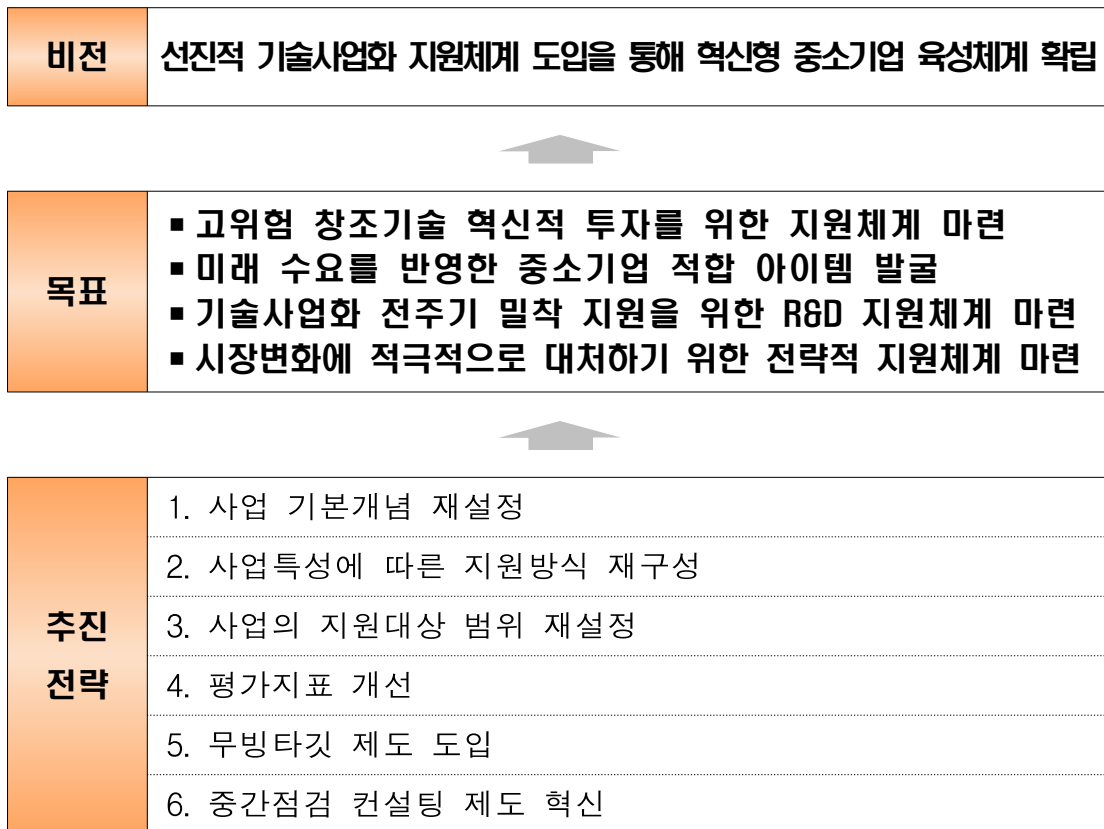 비전
선진적 기술사업화 지원체계 도입을 통해 혁신형 중소기업 육성체계 확립
목표
▪ 고위험 창조기술 혁신적 투자를 위한 지원체계 마련
▪ 미래 수요를 반영한 중소기업 적합 아이템 발굴
▪ 기술사업화 전주기 밀착 지원을 위한 R&D 지원체계 마련
▪ 시장변화에 적극적으로 대처하기 위한 전략적 지원체계 마련
추진
전략
1. 사업 기본개념 재설정
2. 사업특성에 따른 지원방식 재구성
3. 사업의 지원대상 범위 재설정
4. 평가지표 개선
5. 무빙타깃 제도 도입
6. 중간점검 컨설팅 제도 혁신